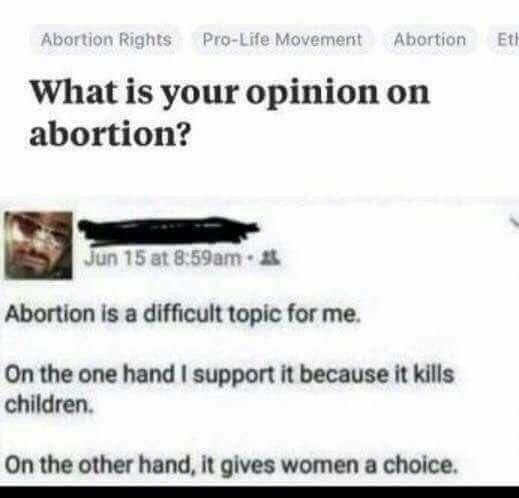 Abortion Rights Pro-Life Movement Abortion Eth
What is your opinion on
abortion?
Jun 15 at 8:59am ·
Abortion is a difficult topic for me.
On the one hand I support it because it kills
children.
On the other hand, it gives women a choice.